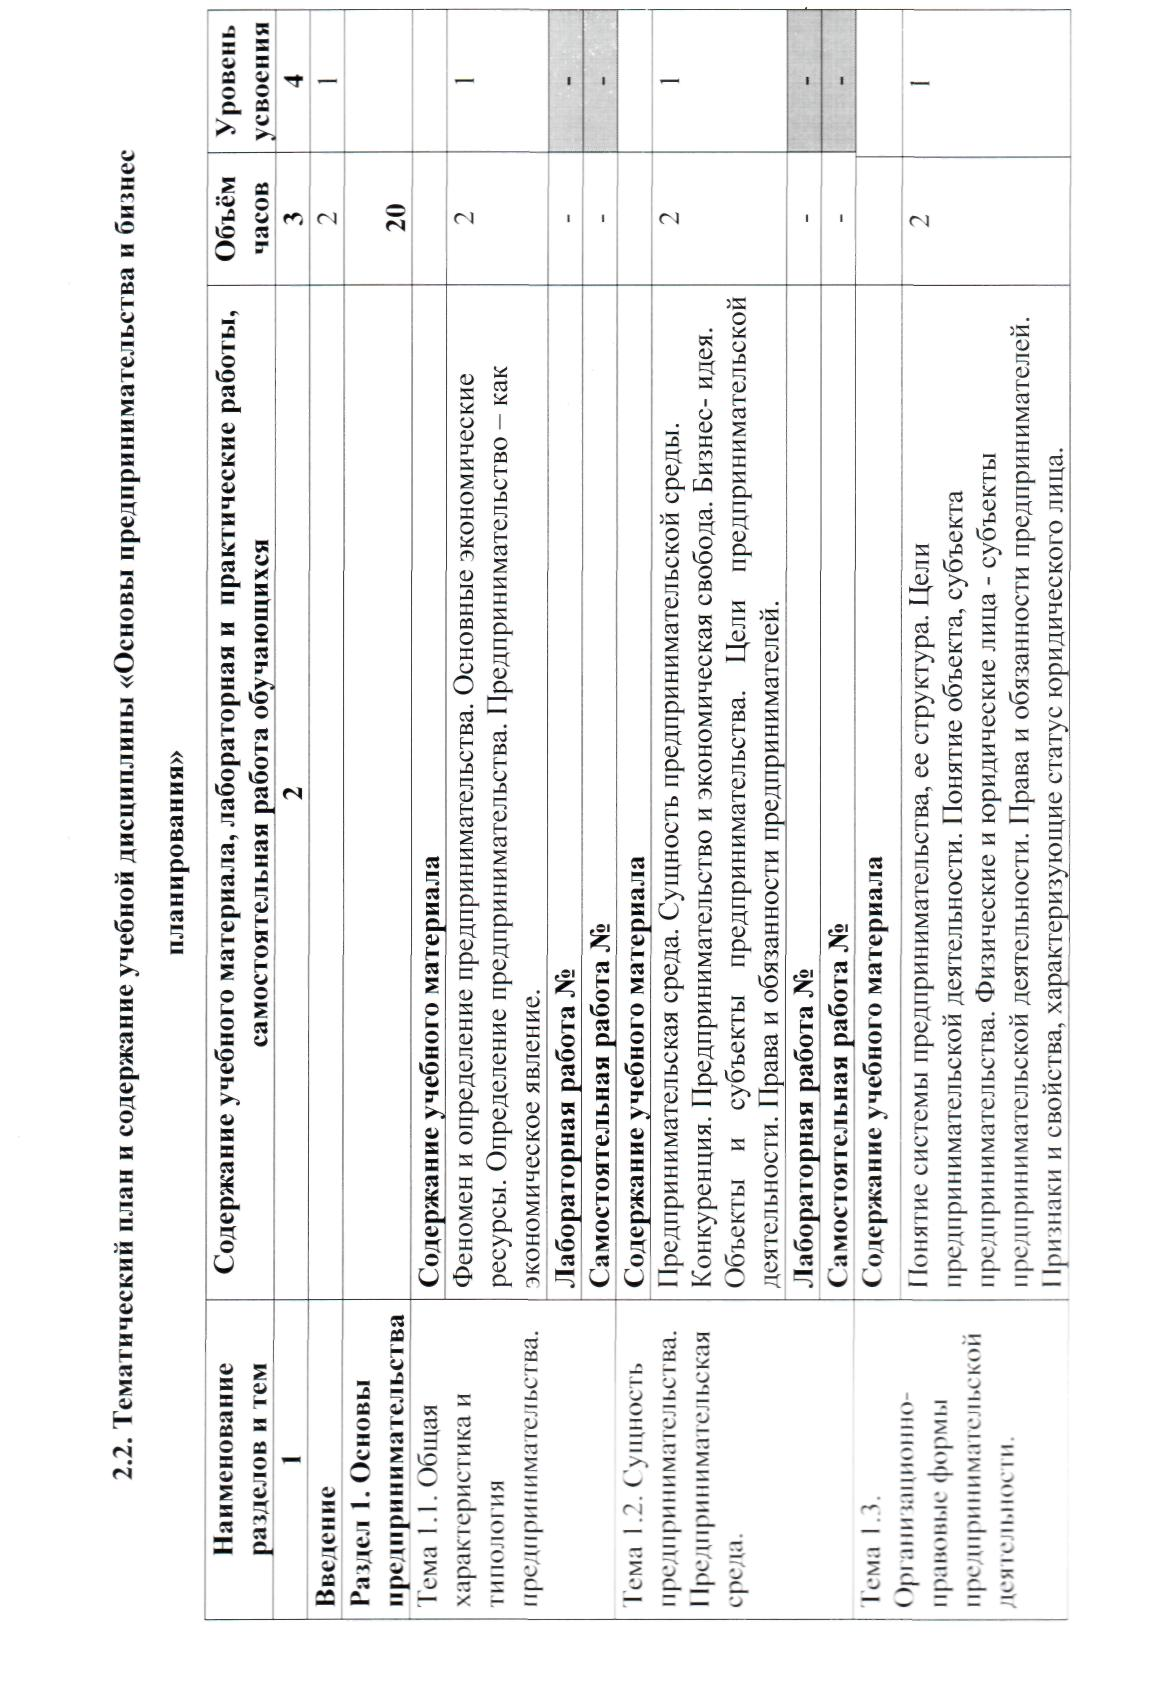 2.2. Тематический план и содержание учебной дисциплины «Основы предпринимательства и бизнес
планирования»
Наименование
разделов и тем
Содержание учебного материала, лабораторная и практические работы,
самостоятельная работа обучающихся
Объём
часов
Уровень
усвоения
1
2
3
4
Введение
2
1
Раздел 1. Основы
предпринимательства
20
Тема 1.1. Общая
характеристика и
типология
предпринимательства.
Содержание учебного материала
Феномен и определение предпринимательства. Основные экономические
ресурсы. Определение предпринимательства. Предпринимательство – как
экономическое явление.
2
1
Лабораторная работа №
-
-
Самостоятельная работа №
-
-
Тема 1.2. Сущность
предпринимательства.
Предпринимательская
среда.
Содержание учебного материала
Предпринимательская среда. Сущность предпринимательской среды.
Конкуренция. Предпринимательство и экономическая свобода. Бизнес- идея.
Объекты и субъекты предпринимательства. Цели предпринимательской
деятельности. Права и обязанности предпринимателей.
2
1
Лабораторная работа №
-
-
Самостоятельная работа №
-
-
Тема 1.3.
Организационно-
правовые формы
предпринимательской
деятельности.
Содержание учебного материала
Понятие системы предпринимательства, ее структура. Цели
предпринимательской деятельности. Понятие объекта, субъекта
предпринимательства. Физические и юридические лица - субъекты
предпринимательской деятельности. Права и обязанности предпринимателей.
Признаки и свойства, характеризующие статус юридического лица.
2
1